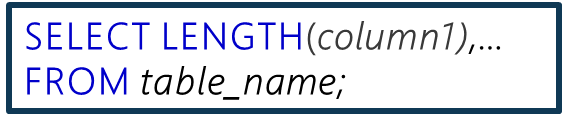 SELECT LENGTH(column1),...
FROM table_name;